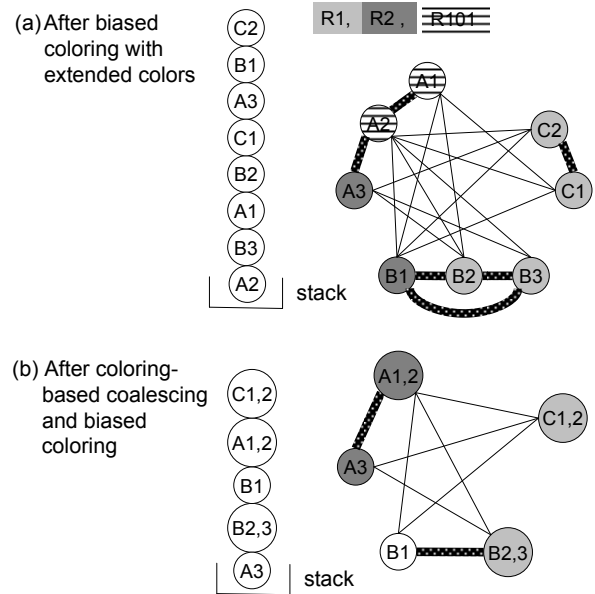 (a) After biased
coloring with
extended colors
C2
B1
A3
C1
B2
A1
B3
A2
stack
R1, R2 , R101
A1
A2
A3
C2
C1
B1 B2 B3
(b) After coloring-
based coalescing
and biased
coloring
C1,2
A1,2
B1
B2,3
A3
stack
A1,2
C1,2
A3
B1 B2,3